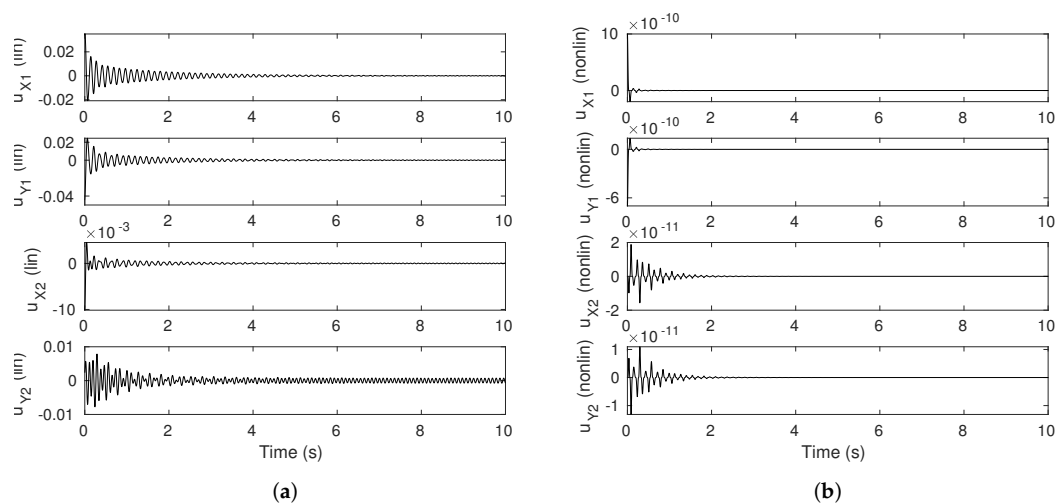 0.02
0
-0.02
u_X1 (lin)
0 2 4 6 8 10
0.02
0
-0.04
u_Y1 (lin)
0 2 4 6 8 10
×10^-3
0
-10
u_X2 (lin)
0 2 4 6 8 10
0.01
0
-0.01
u_Y2 (lin)
0 2 4 6 8 10
Time (s)
(a)
×10^-10
10
0
u_X1 (nonlin)
0 2 4 6 8 10
×10^-10
0
-6
u_Y1 (nonlin)
0 2 4 6 8 10
×10^-11
2
0
-2
u_X2 (nonlin)
0 2 4 6 8 10
×10^-11
1
0
-1
u_Y2 (nonlin)
0 2 4 6 8 10
Time (s)
(b)